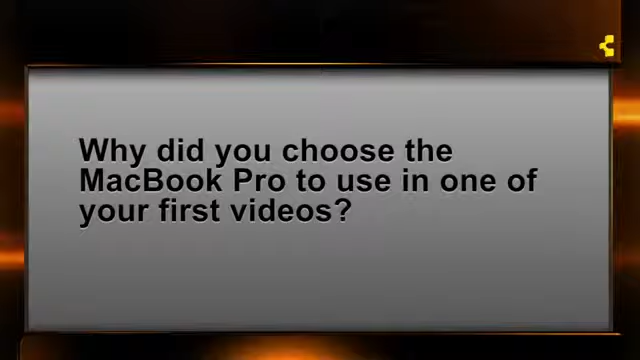 Why did you choose the
MacBook Pro to use in one of
your first videos?